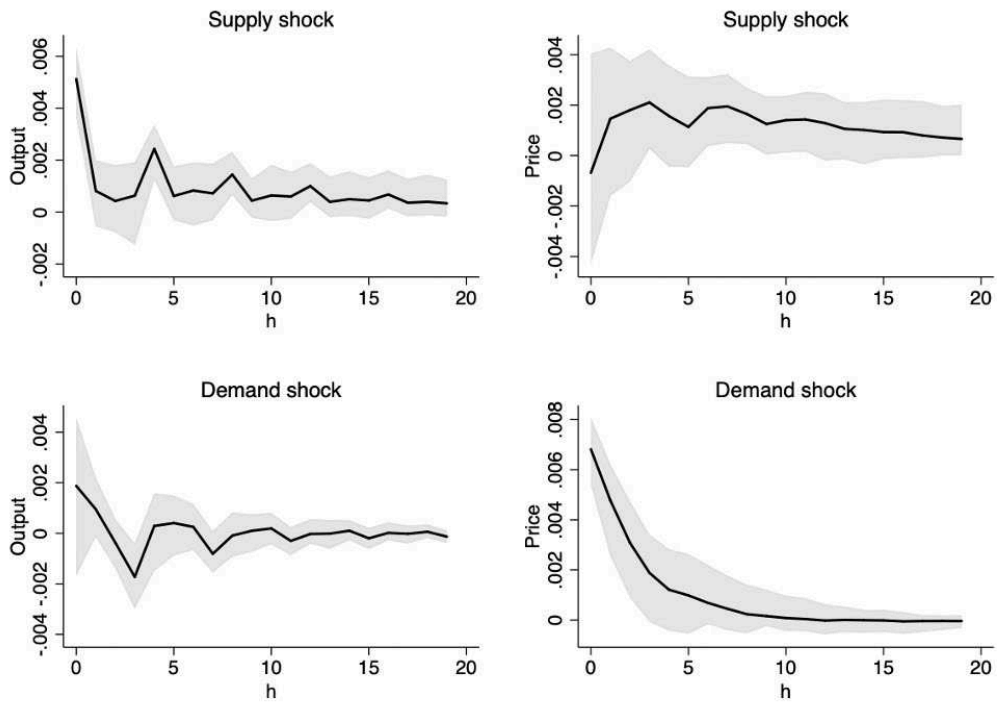 Supply shock
Output
.006
.004
.002
0
-.002
0 5 10 15 20
h
Supply shock
Price
.004
.002
0
-.002
-.004
0 5 10 15 20
h
Demand shock
Output
.004
.002
0
-.002
-.004
0 5 10 15 20
h
Demand shock
Price
.008
.006
.004
.002
0
0 5 10 15 20
h